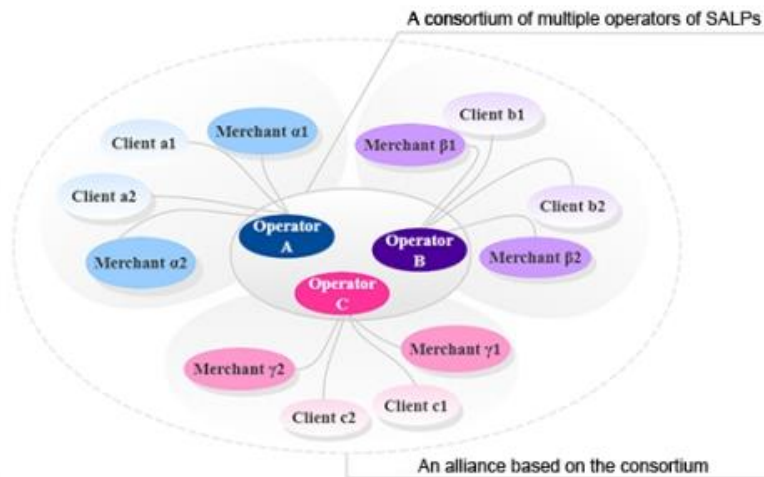 A consortium of multiple operators of SALPs
Client b1
Merchant α1
Client a1
Merchant β1
Client a2
Client b2
Operator
A
Operator
B
Merchant α2
Merchant β2
Operator
C
Merchant γ1
Merchant γ2
Client c1
Client c2
An alliance based on the consortium